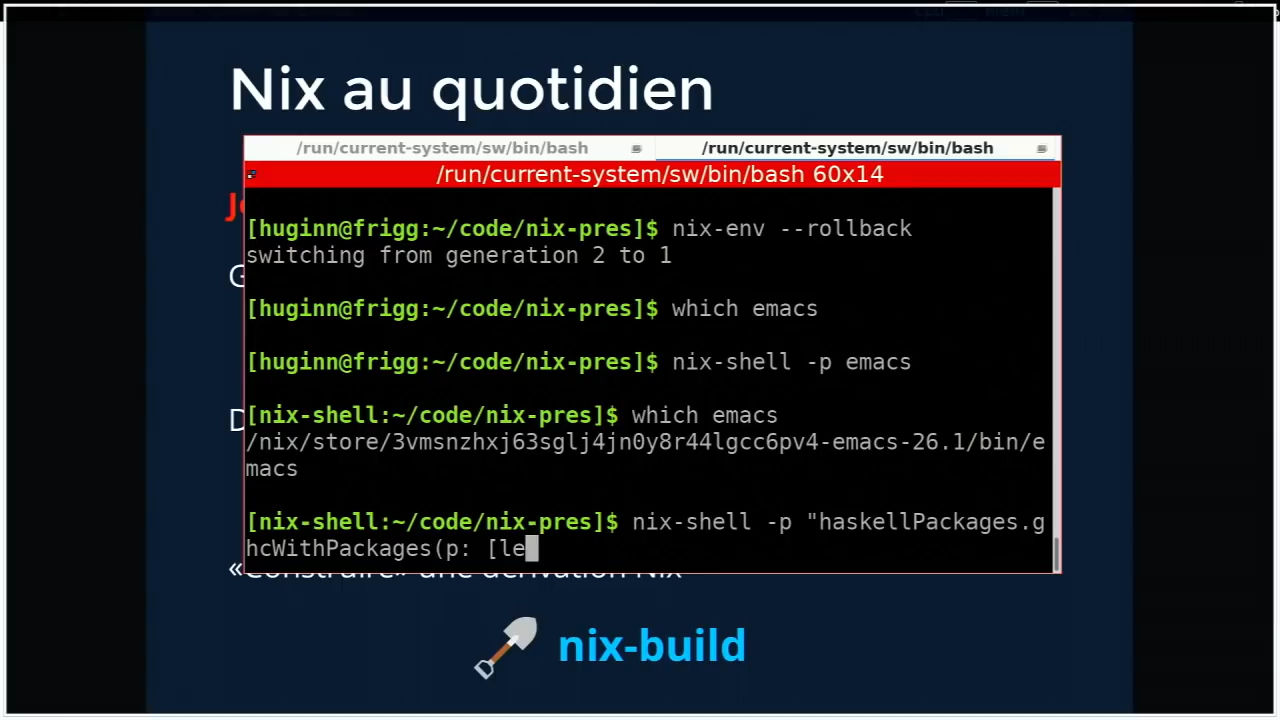 Nix au quotidien
/run/current-system/sw/bin/bash
/run/current-system/sw/bin/bash
/run/current-system/sw/bin/bash 60x14
[huginn@frigg:~/code/nix-pres]$ nix-env --rollback
switching from generation 2 to 1
[huginn@frigg:~/code/nix-pres]$ which emacs
[huginn@frigg:~/code/nix-pres]$ nix-shell -p emacs
[nix-shell:~/code/nix-pres]$ which emacs
/nix/store/3vmsnzhxj63sglj4jn0y8r44lgcc6pv4-emacs-26.1/bin/e
macs
[nix-shell:~/code/nix-pres]$ nix-shell -p "haskellPackages.g
hcWithPackages(p: [le
«Construire» une dérivation Nix
nix-build